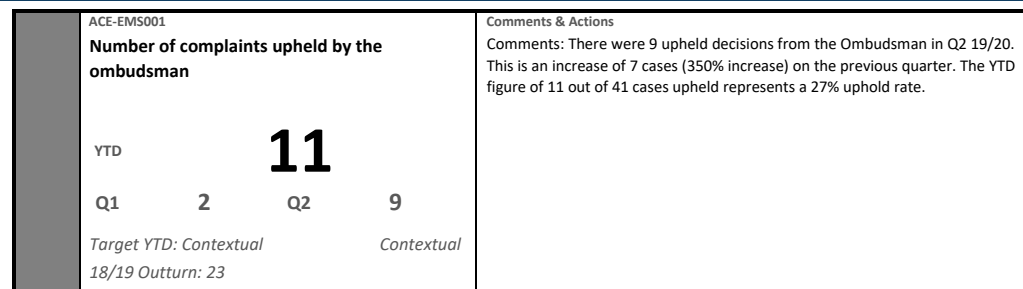 ACE-EMS001
Number of complaints upheld by the
ombudsman
YTD 11
Q1 2 Q2 9
Target YTD: Contextual Contextual
18/19 Outturn: 23
Comments & Actions
Comments: There were 9 upheld decisions from the Ombudsman in Q2 19/20.
This is an increase of 7 cases (350% increase) on the previous quarter. The YTD
figure of 11 out of 41 cases upheld represents a 27% uphold rate.